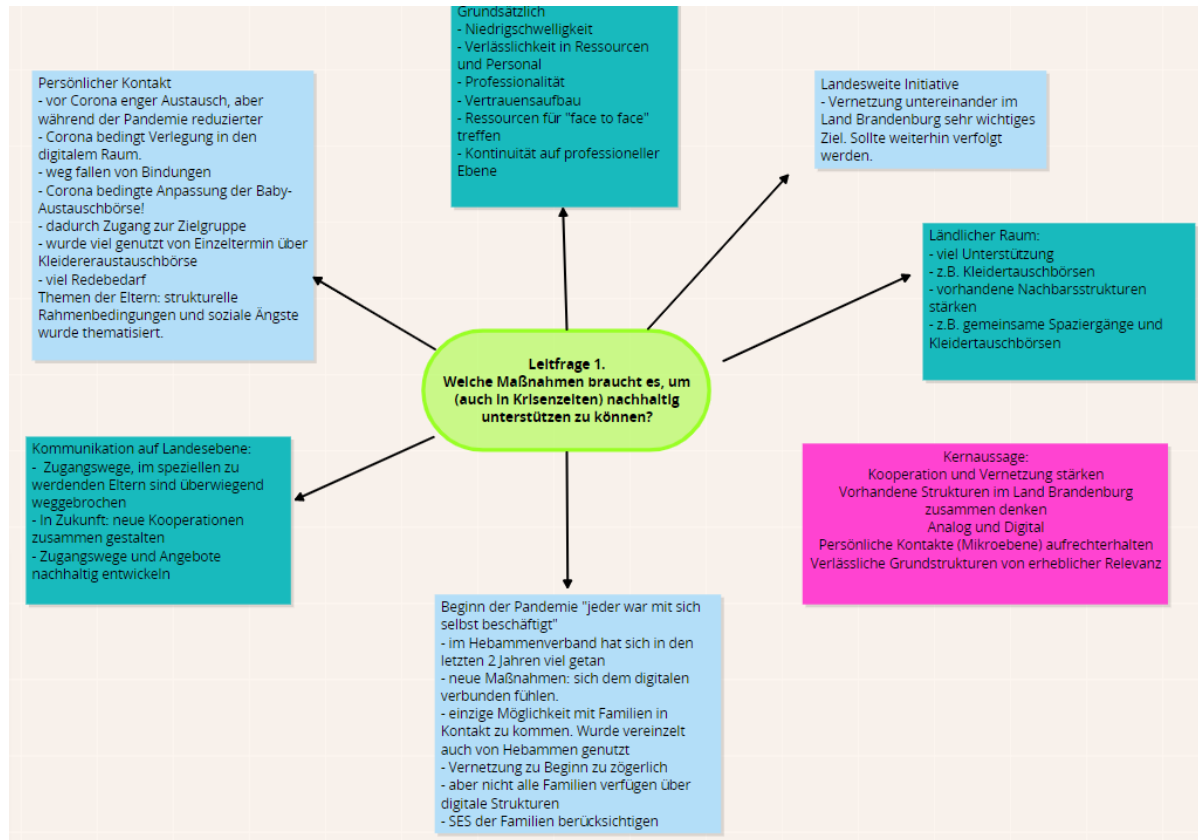 Grundsätzlich
- Niedrigschwelligkeit
- Verlässlichkeit in Ressourcen
und Personal
- Professionalität
- Vertrauensaufbau
- Ressourcen für "face to face"
treffen
- Kontinuität auf professioneller
Ebene
Persönlicher Kontakt
- vor Corona enger Austausch, aber
während der Pandemie reduzierter
- Corona bedingt Verlegung in den
digitalem Raum.
- weg fallen von Bindungen
- Corona bedingte Anpassung der Baby-
Austauschbörse!
- dadurch Zugang zur Zielgruppe
- wurde viel genutzt von Einzeltermin über
Kleidereraustauschbörse
- viel Redebedarf
Themen der Eltern: strukturelle
Rahmenbedingungen und soziale Ängste
wurde thematisiert.
Landesweite Initiative
- Vernetzung untereinander im
Land Brandenburg sehr wichtiges
Ziel. Sollte weiterhin verfolgt
werden.
Ländlicher Raum:
- viel Unterstützung
- z.B. Kleidertauschbörsen
- vorhandene Nachbarsstrukturen
stärken
- z.B. gemeinsame Spaziergänge und
Kleidertauschbörsen
Leitfrage 1.
Welche Maßnahmen braucht es, um
(auch in Krisenzeiten) nachhaltig
unterstützen zu können?
Kommunikation auf Landesebene:
- Zugangswege, im speziellen zu
werdenden Eltern sind überwiegend
weggebrochen
- In Zukunft: neue Kooperationen
zusammen gestalten
- Zugangswege und Angebote
nachhaltig entwickeln
Kernaussage:
Kooperation und Vernetzung stärken
Vorhandene Strukturen im Land Brandenburg
zusammen denken
Analog und Digital
Persönliche Kontakte (Mikroebene) aufrechterhalten
Verlässliche Grundstrukturen von erheblicher Relevanz
Beginn der Pandemie "jeder war mit sich
selbst beschäftigt"
- im Hebammenverband hat sich in den
letzten 2 Jahren viel getan
- neue Maßnahmen: sich dem digitalen
verbunden fühlen.
- einzige Möglichkeit mit Familien in
Kontakt zu kommen. Wurde vereinzelt
auch von Hebammen genutzt
- Vernetzung zu Beginn zu zögerlich
- aber nicht alle Familien verfügen über
digitale Strukturen
- SES der Familien berücksichtigen